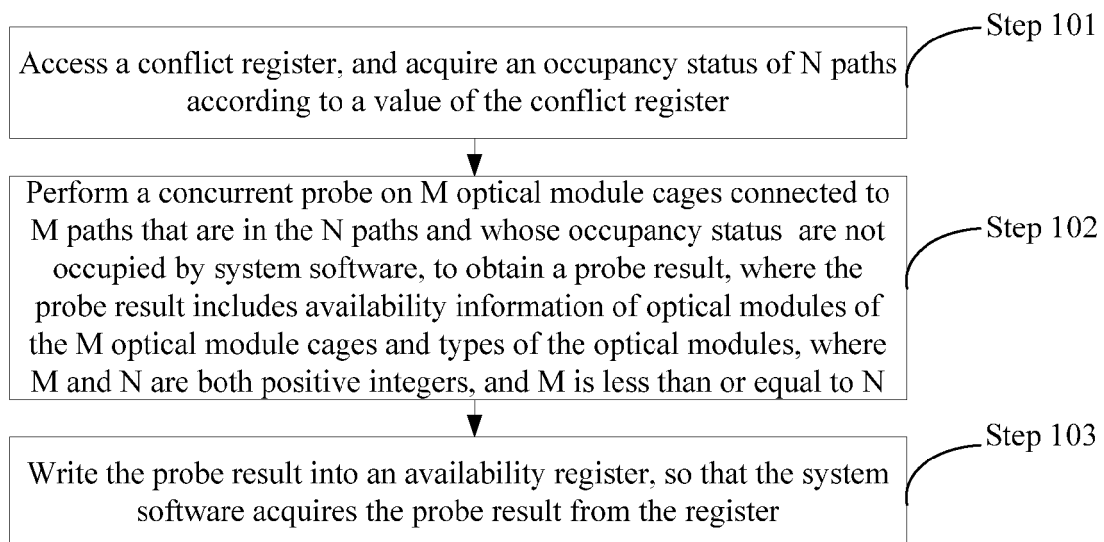 Step 101
Access a conflict register, and acquire an occupancy status of N paths
according to a value of the conflict register
Perform a concurrent probe on M optical module cages connected to
M paths that are in the N paths and whose occupancy status are not
occupied by system software, to obtain a probe result, where the
probe result includes availability information of optical modules of
the M optical module cages and types of the optical modules, where
M and N are both positive integers, and M is less than or equal to N
Step 102
Write the probe result into an availability register, so that the system
software acquires the probe result from the register
Step 103